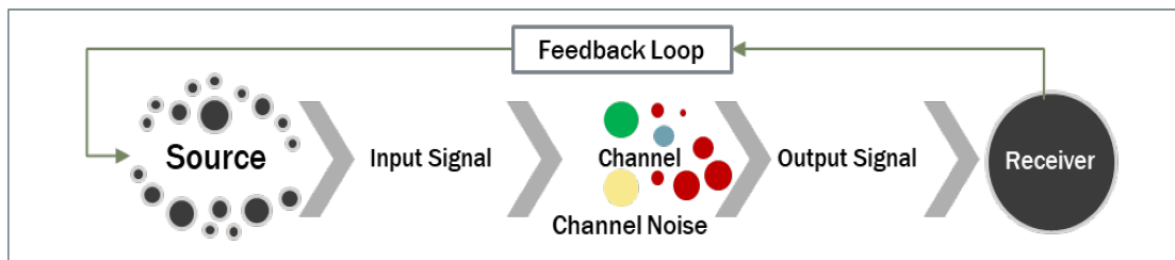 Feedback Loop
Source
Input Signal
Channel
Channel Noise
Output Signal
Receiver